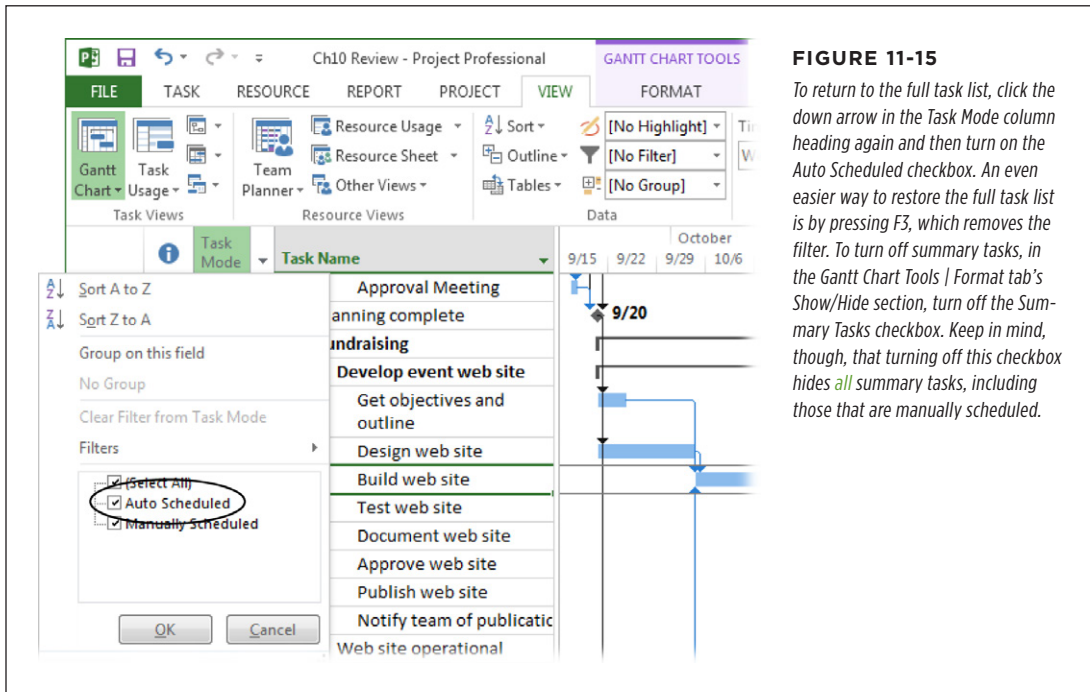 Ch10 Review - Project Professional
GANTT CHART TOOLS
FILE TASK RESOURCE REPORT PROJECT VIEW FORMAT
Gantt Chart
Task Usage
Team Planner
Resource Usage
Resource Sheet
Other Views
Sort
Outline
Tables
[No Highlight]
[No Filter]
[No Group]
Task Views
Resource Views
Data
Task Mode
Task Name
October
9/15 9/22 9/29 10/6
Sort A to Z
Sort Z to A
Group on this field
No Group
Clear Filter from Task Mode
Filters
(Select All)
Auto Scheduled
Manually Scheduled
OK
Cancel
Approval Meeting
anning complete
undraising
Develop event web site
Get objectives and
outline
Design web site
Build web site
Test web site
Document web site
Approve web site
Publish web site
Notify team of publicatic
Web site operational
9/20
FIGURE 11-15
To return to the full task list, click the
down arrow in the Task Mode column
heading again and then turn on the
Auto Scheduled checkbox. An even
easier way to restore the full task list
is by pressing F3, which removes the
filter. To turn off summary tasks, in
the Gantt Chart Tools | Format tab's
Show/Hide section, turn off the Sum-
mary Tasks checkbox. Keep in mind,
though, that turning off this checkbox
hides all summary tasks, including
those that are manually scheduled.